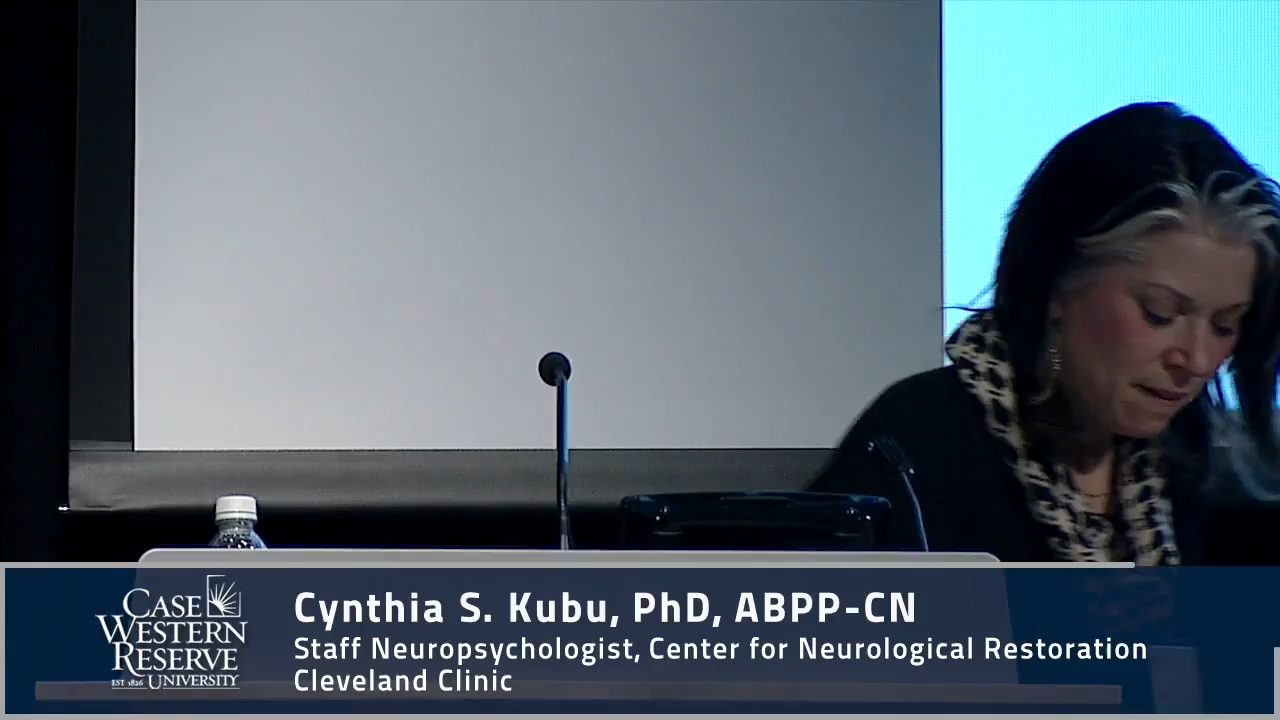 CASE
WESTERN
RESERVE
EST. 1826 UNIVERSITY
Cynthia S. Kubu, PhD, ABPP-CN
Staff Neuropsychologist, Center for Neurological Restoration
Cleveland Clinic